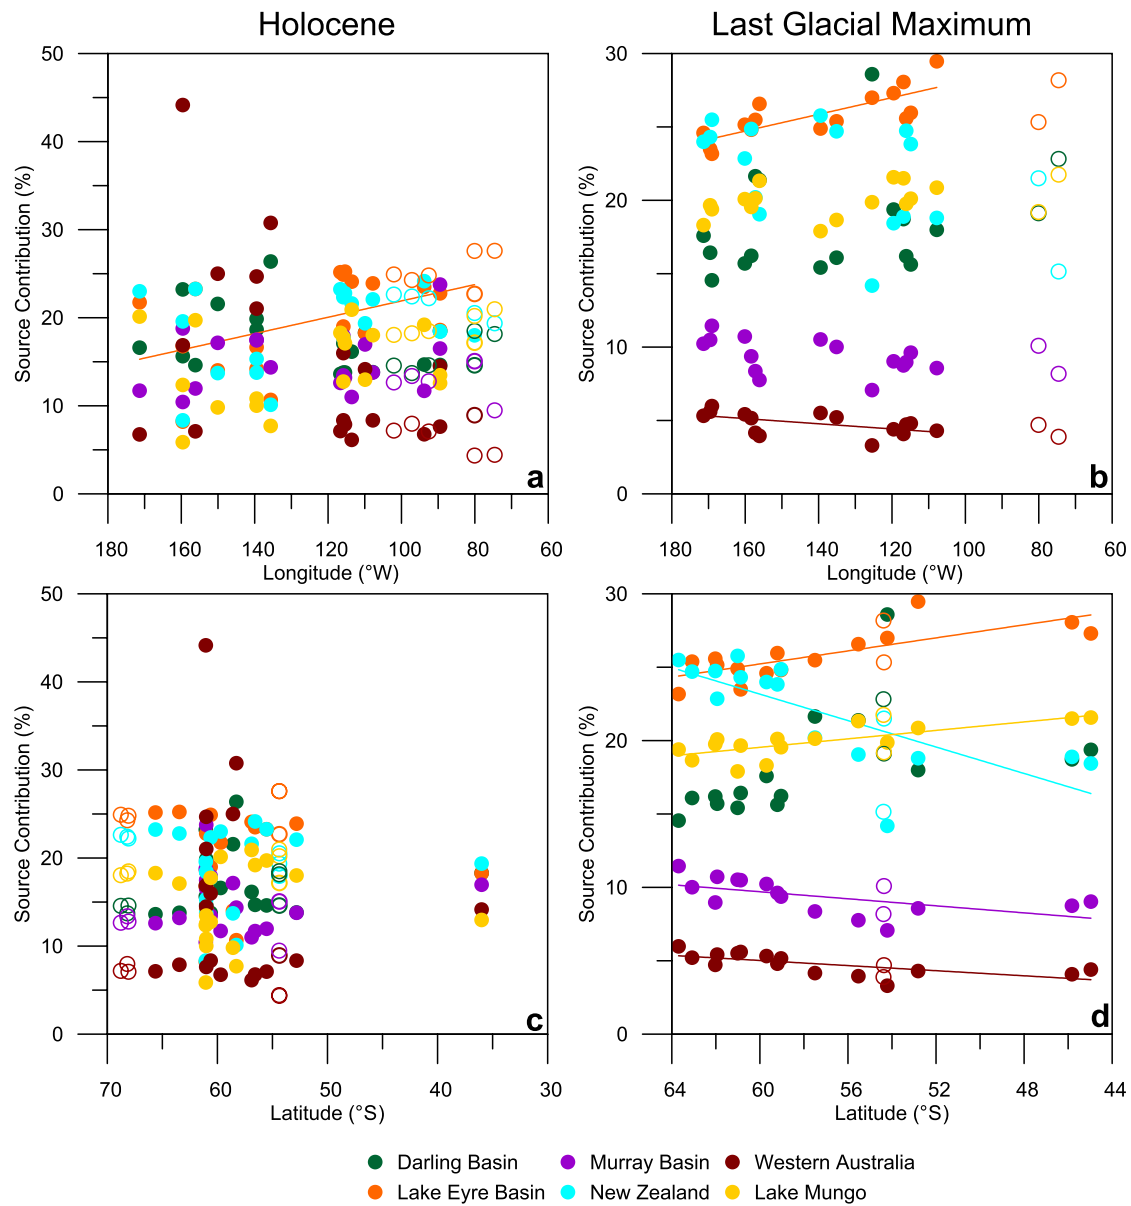 Holocene
Last Glacial Maximum
50
40
30
20
10
0
Source Contribution (%)
180 160 140 120 100 80 60
Longitude (°W)
a
30
20
10
0
Source Contribution (%)
180 160 140 120 100 80 60
Longitude (°W)
b
50
40
30
20
10
0
Source Contribution (%)
70 60 50 40 30
Latitude (°S)
c
30
20
10
0
Source Contribution (%)
64 60 56 52 48 44
Latitude (°S)
d
Darling Basin Murray Basin Western Australia
Lake Eyre Basin New Zealand Lake Mungo